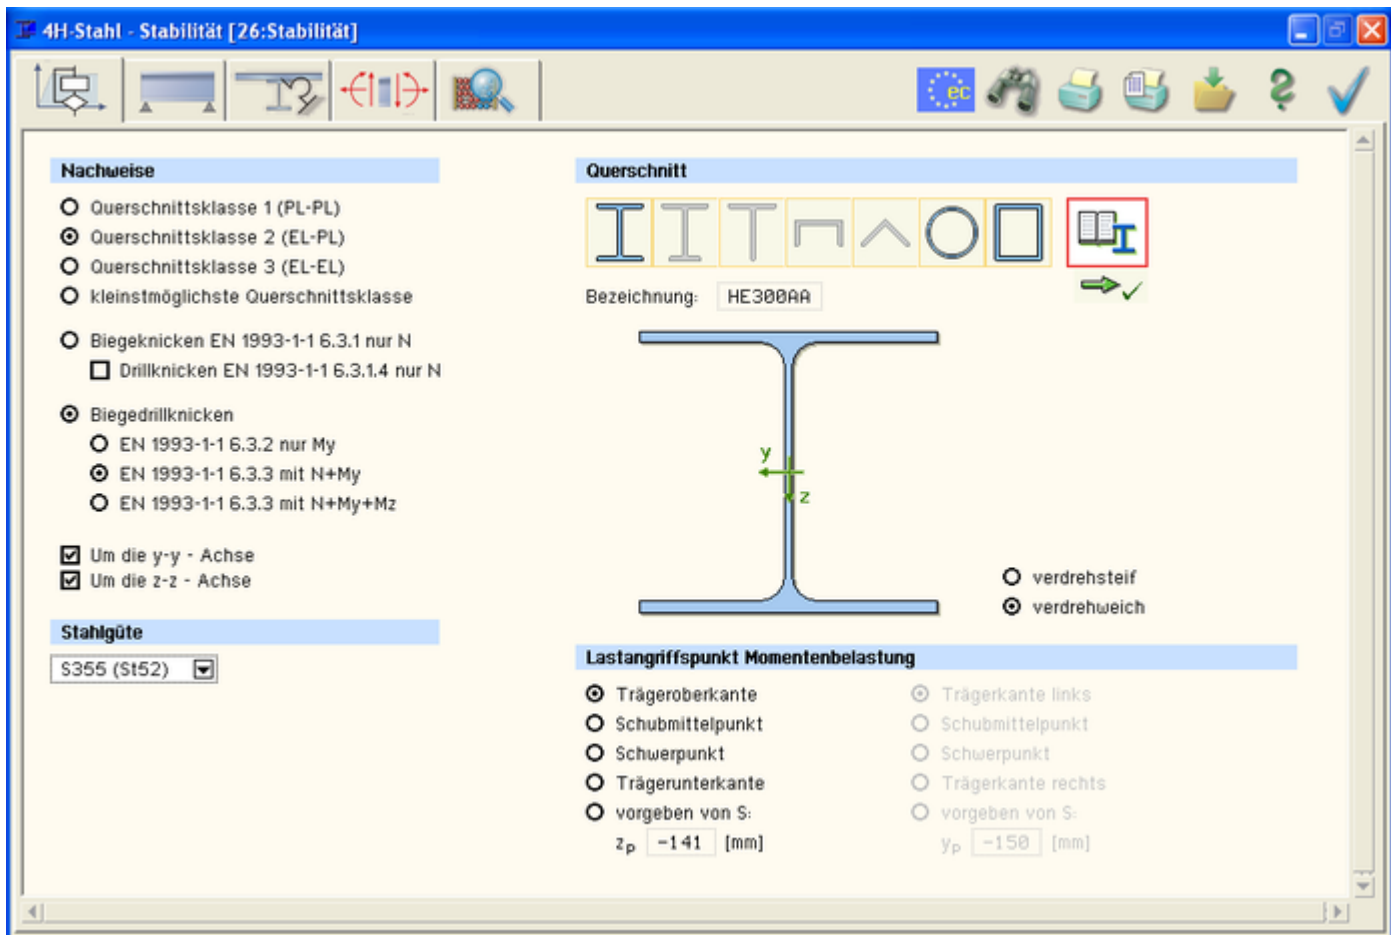 4H-Stahl - Stabilität [26:Stabilität]
ec
Nachweise
Querschnittsklasse 1 (PL-PL)
Querschnittsklasse 2 (EL-PL)
Querschnittsklasse 3 (EL-EL)
kleinstmöglichste Querschnittsklasse
Biegeknicken EN 1993-1-1 6.3.1 nur N
Drillknicken EN 1993-1-1 6.3.1.4 nur N
Biegedrillknicken
EN 1993-1-1 6.3.2 nur My
EN 1993-1-1 6.3.3 mit N+My
EN 1993-1-1 6.3.3 mit N+My+Mz
Um die y-y - Achse
Um die z-z - Achse
Stahlgüte
S355 (St52)
Querschnitt
Bezeichnung: HE300AA
y
z
verdrehsteif
verdrehweich
Lastangriffspunkt Momentenbelastung
Trägeroberkante
Schubmittelpunkt
Schwerpunkt
Trägerunterkante
vorgeben von S:
zp -141 [mm]
Trägerkante links
Schubmittelpunkt
Schwerpunkt
Trägerkante rechts
vorgeben von S:
yp -150 [mm]